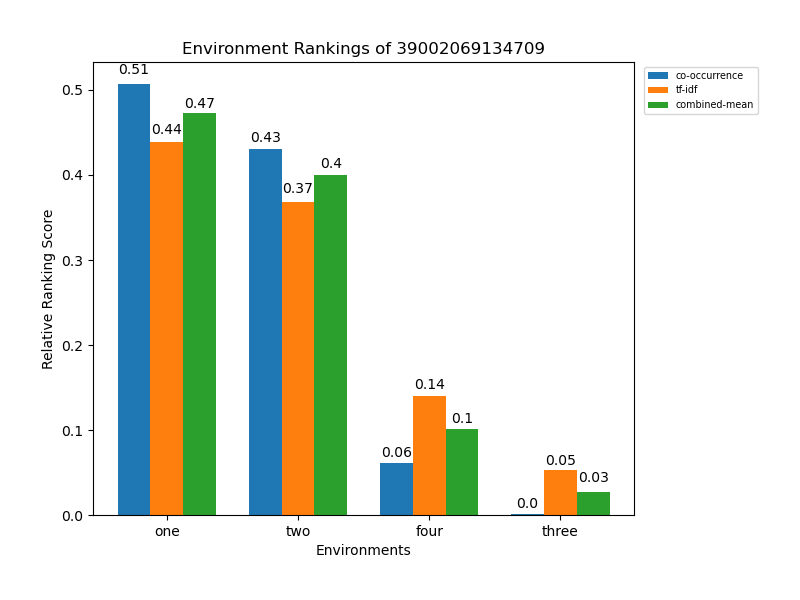 Environment Rankings of 39002069134709
co-occurrence
tf-idf
combined-mean
Relative Ranking Score
0.5
0.4
0.3
0.2
0.1
0.0
0.51
0.44
0.47
0.43
0.37
0.4
0.06
0.14
0.1
0.0
0.05
0.03
one two four three
Environments